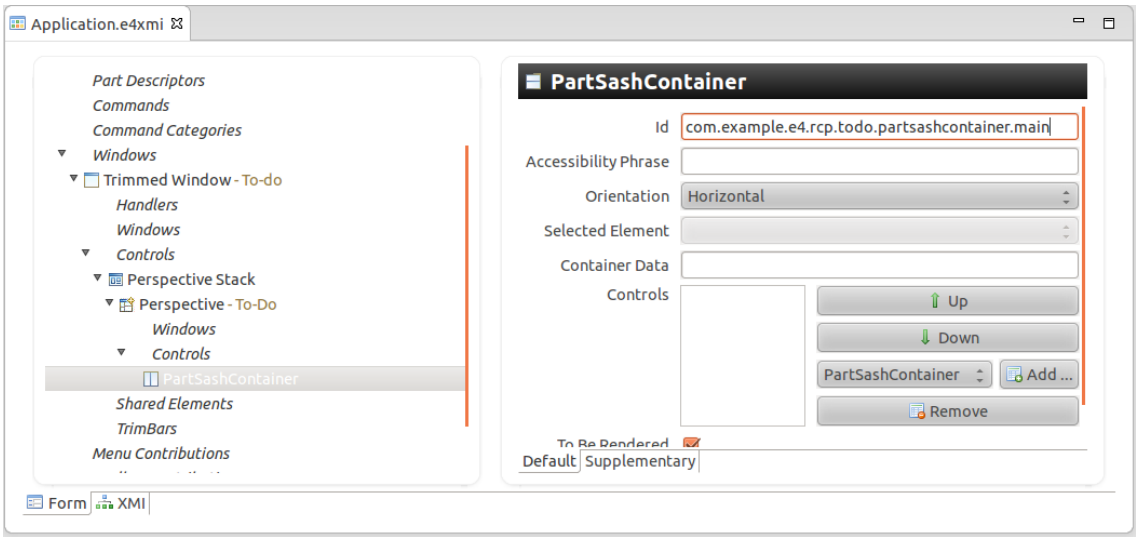 Application.e4xmi
Part Descriptors
Commands
Command Categories
Windows
Trimmed Window - To-do
Handlers
Windows
Controls
Perspective Stack
Perspective - To-Do
Windows
Controls
PartSashContainer
Shared Elements
TrimBars
Menu Contributions
PartSashContainer
Id com.example.e4.rcp.todo.partsashcontainer.main
Accessibility Phrase
Orientation Horizontal
Selected Element
Container Data
Controls
Up
Down
PartSashContainer Add ...
Remove
To Be Rendered
Default Supplementary
Form XMI